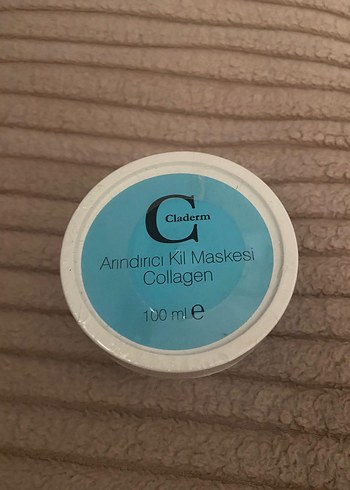 C
Claderm
Arındırıcı Kil Maskesi
Collagen
100 ml e